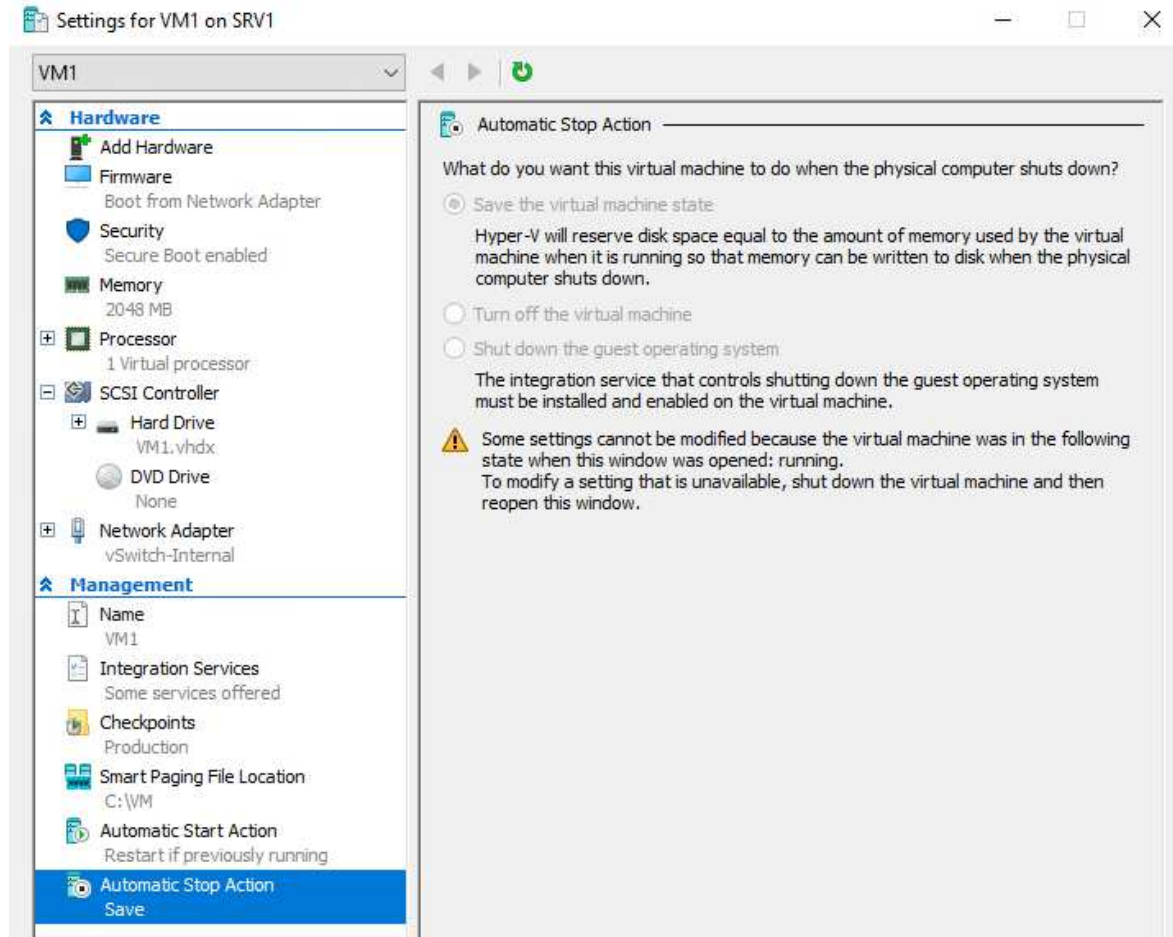 Settings for VM1 on SRV1
VM1
Hardware
Add Hardware
Firmware
Boot from Network Adapter
Security
Secure Boot enabled
Memory
2048 MB
Processor
1 Virtual processor
SCSI Controller
Hard Drive
VM1.vhdx
DVD Drive
None
Network Adapter
vSwitch-Internal
Management
Name
VM1
Integration Services
Some services offered
Checkpoints
Production
Smart Paging File Location
C:\VM
Automatic Start Action
Restart if previously running
Automatic Stop Action
Save
Automatic Stop Action
What do you want this virtual machine to do when the physical computer shuts down?
Save the virtual machine state
Hyper-V will reserve disk space equal to the amount of memory used by the virtual
machine when it is running so that memory can be written to disk when the physical
computer shuts down.
Turn off the virtual machine
Shut down the guest operating system
The integration service that controls shutting down the guest operating system
must be installed and enabled on the virtual machine.
Some settings cannot be modified because the virtual machine was in the following
state when this window was opened: running.
To modify a setting that is unavailable, shut down the virtual machine and then
reopen this window.